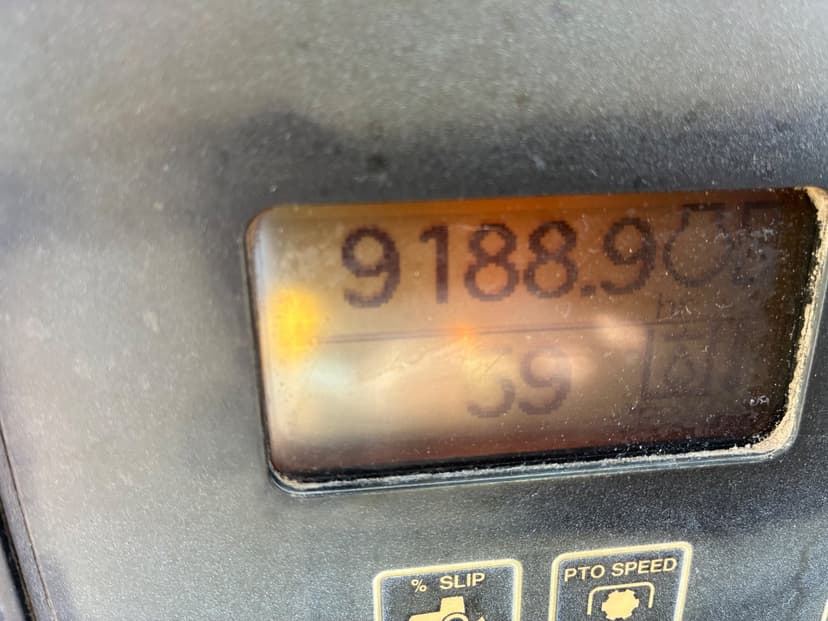 9188.9
59
% SLIP
PTO SPEED